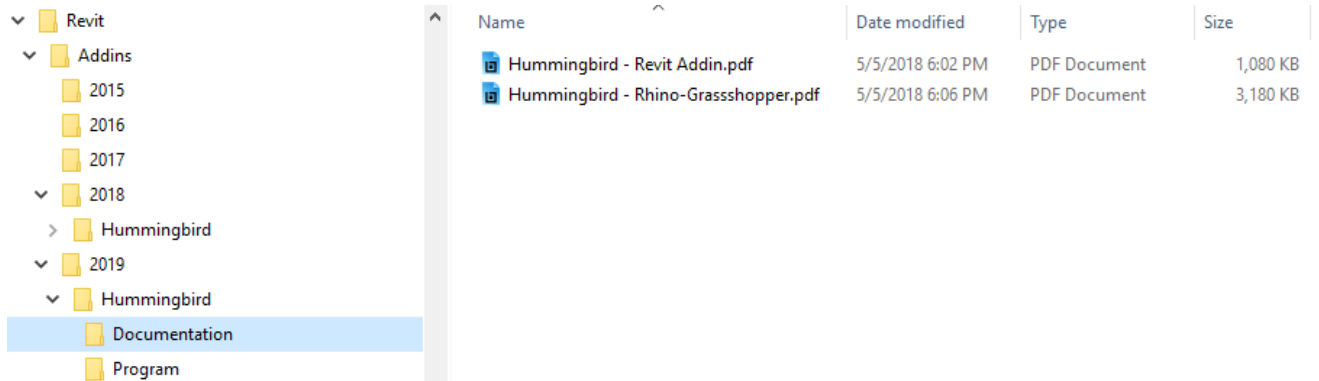 Revit
Addins
2015
2016
2017
2018
Hummingbird
2019
Hummingbird
Documentation
Program
Name Date modified Type Size
Hummingbird - Revit Addin.pdf 5/5/2018 6:02 PM PDF Document 1,080 KB
Hummingbird - Rhino-Grassshopper.pdf 5/5/2018 6:06 PM PDF Document 3,180 KB